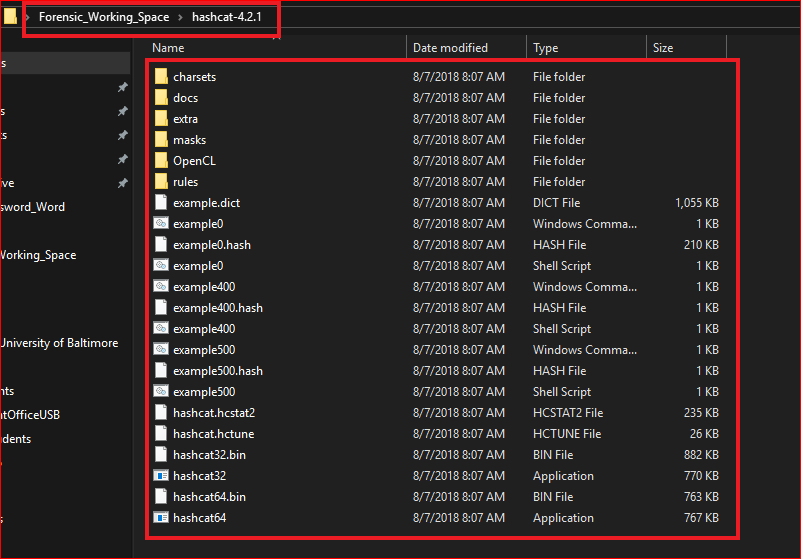 Forensic_Working_Space > hashcat-4.2.1
Name Date modified Type Size
charsets 8/7/2018 8:07 AM File folder
docs 8/7/2018 8:07 AM File folder
extra 8/7/2018 8:07 AM File folder
masks 8/7/2018 8:07 AM File folder
OpenCL 8/7/2018 8:07 AM File folder
rules 8/7/2018 8:07 AM File folder
example.dict 8/7/2018 8:07 AM DICT File 1,055 KB
example0 8/7/2018 8:07 AM Windows Comma... 1 KB
example0.hash 8/7/2018 8:07 AM HASH File 210 KB
example0 8/7/2018 8:07 AM Shell Script 1 KB
example400 8/7/2018 8:07 AM Windows Comma... 1 KB
example400.hash 8/7/2018 8:07 AM HASH File 1 KB
example400 8/7/2018 8:07 AM Shell Script 1 KB
example500 8/7/2018 8:07 AM Windows Comma... 1 KB
example500.hash 8/7/2018 8:07 AM HASH File 1 KB
example500 8/7/2018 8:07 AM Shell Script 1 KB
hashcat.hcstat2 8/7/2018 8:07 AM HCSTAT2 File 235 KB
hashcat.hctune 8/7/2018 8:07 AM HCTUNE File 26 KB
hashcat32.bin 8/7/2018 8:07 AM BIN File 882 KB
hashcat32 8/7/2018 8:07 AM Application 770 KB
hashcat64.bin 8/7/2018 8:07 AM BIN File 763 KB
hashcat64 8/7/2018 8:07 AM Application 767 KB
s
s
ts
ve
sword_Word
Working_Space
University of Baltimore
nts
ntOfficeUSB
dents
s